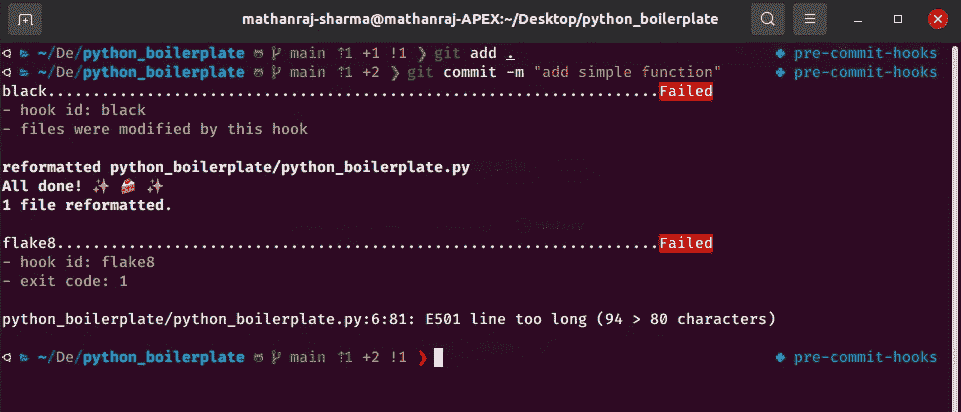 mathanraj-sharma@mathanraj-APEX:~/Desktop/python_boilerplate
~/De/python_boilerplate main ⇡1 +1 !1 ❯ git add . pre-commit-hooks
~/De/python_boilerplate main ⇡1 +2 ❯ git commit -m "add simple function" pre-commit-hooks
black...................................................................Failed
- hook id: black
- files were modified by this hook
reformatted python_boilerplate/python_boilerplate.py
All done! ✨ 🍰 ✨
1 file reformatted.
flake8..................................................................Failed
- hook id: flake8
- exit code: 1
python_boilerplate/python_boilerplate.py:6:81: E501 line too long (94 > 80 characters)
~/De/python_boilerplate main ⇡1 +2 !1 ❯ pre-commit-hooks